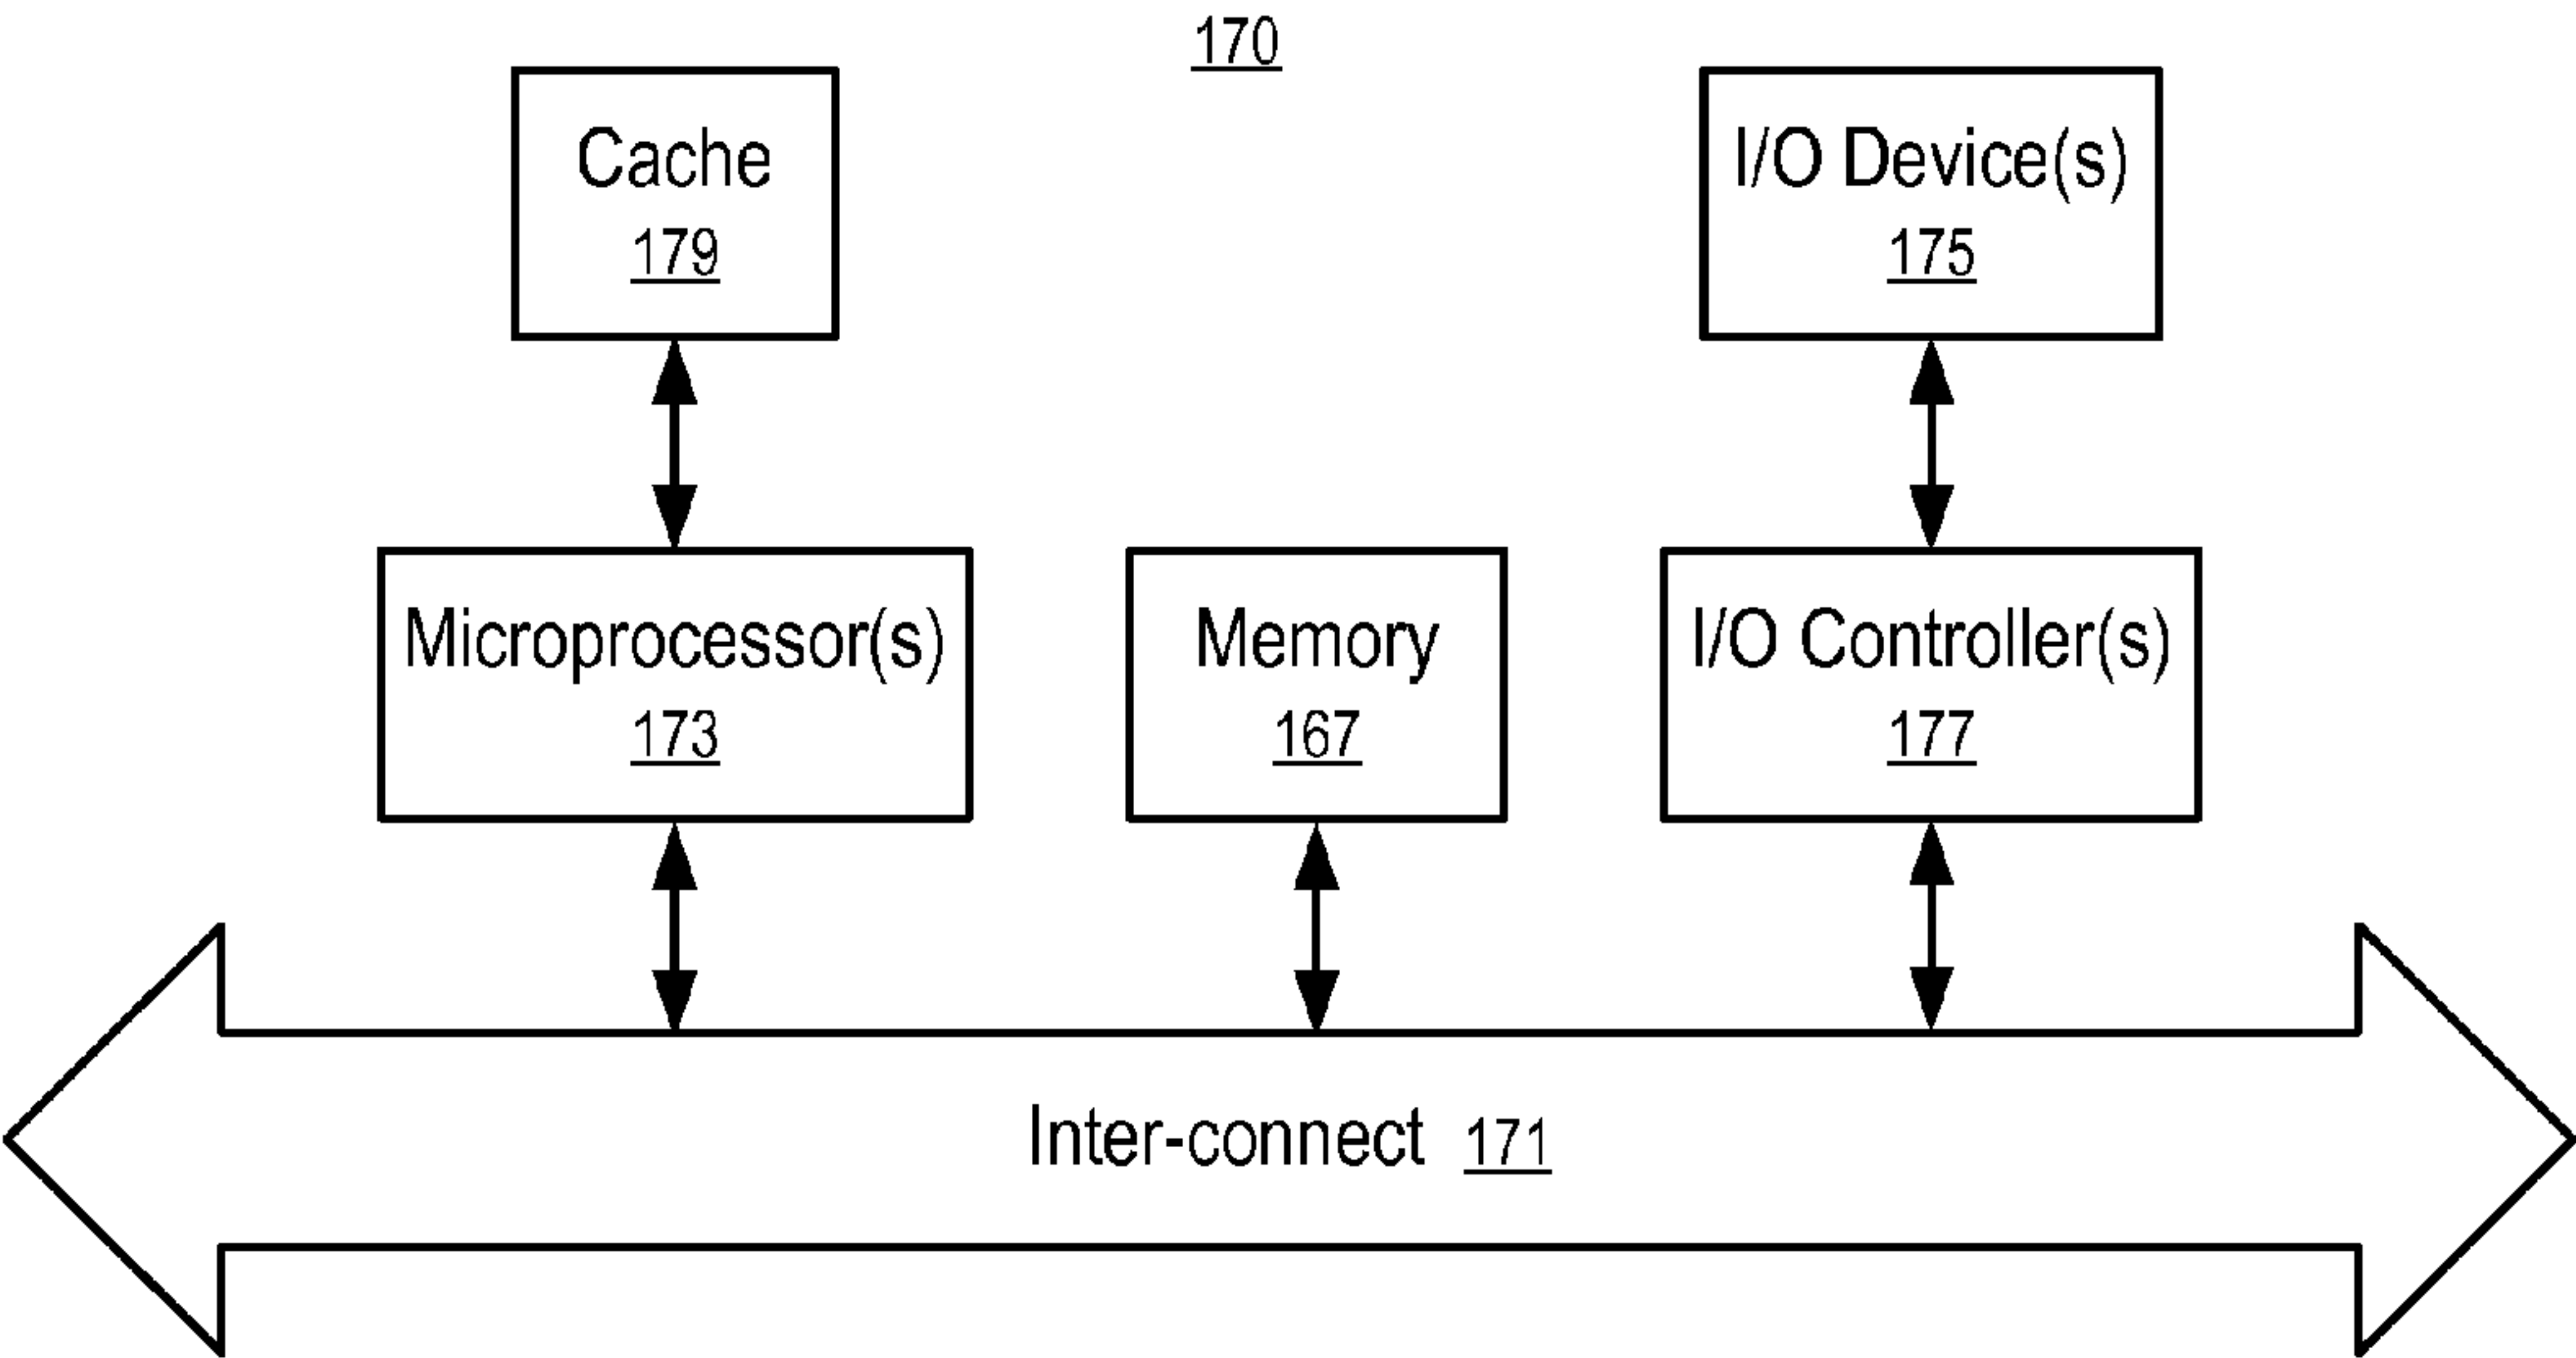 170
Cache
179
I/O Device(s)
175
Microprocessor(s)
173
Memory
167
I/O Controller(s)
177
Inter-connect 171